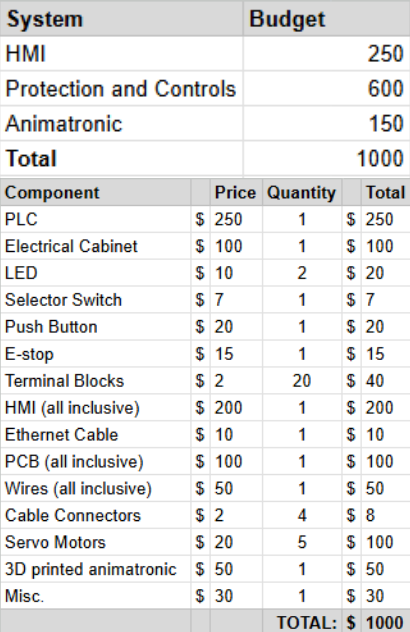 System Budget
HMI 250
Protection and Controls 600
Animatronic 150
Total 1000
Component Price Quantity Total
PLC $ 250 1 $ 250
Electrical Cabinet $ 100 1 $ 100
LED $ 10 2 $ 20
Selector Switch $ 7 1 $ 7
Push Button $ 20 1 $ 20
E-stop $ 15 1 $ 15
Terminal Blocks $ 2 20 $ 40
HMI (all inclusive) $ 200 1 $ 200
Ethernet Cable $ 10 1 $ 10
PCB (all inclusive) $ 100 1 $ 100
Wires (all inclusive) $ 50 1 $ 50
Cable Connectors $ 2 4 $ 8
Servo Motors $ 20 5 $ 100
3D printed animatronic $ 50 1 $ 50
Misc. $ 30 1 $ 30
TOTAL: $ 1000